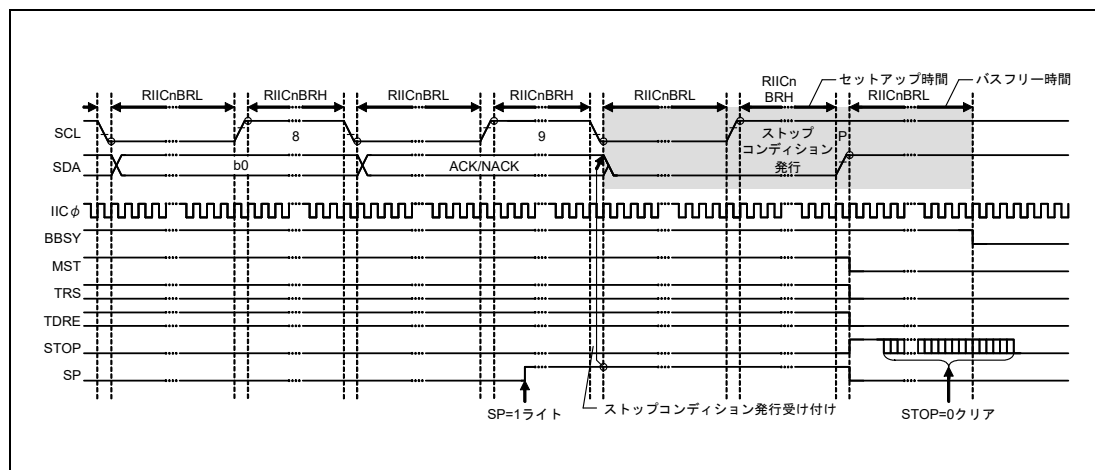 RIICn セットアップ時間 バスフリー時間
RIICnBRL RIICnBRH RIICnBRL RIICnBRH RIICnBRL BRH RIICnBRL
SCL 8 9 ストップ P
コンディション
発行
SDA b0 ACK/NACK
IICφ
BBSY
MST
TRS
TDRE
STOP
SP
SP=1ライト ストップコンディション発行受け付け STOP=0クリア